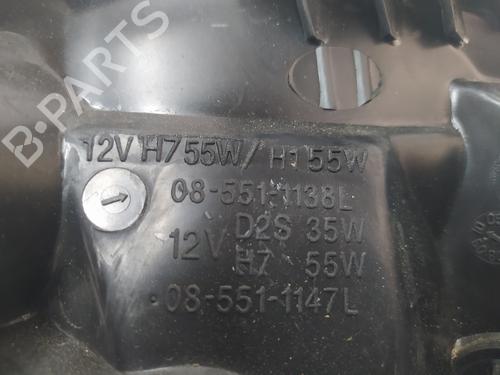 B-PARTS
12V H7 55W/ H1 55W
08-551-1138L
12V D2S 35W
H7 55W
·08-551-1147L